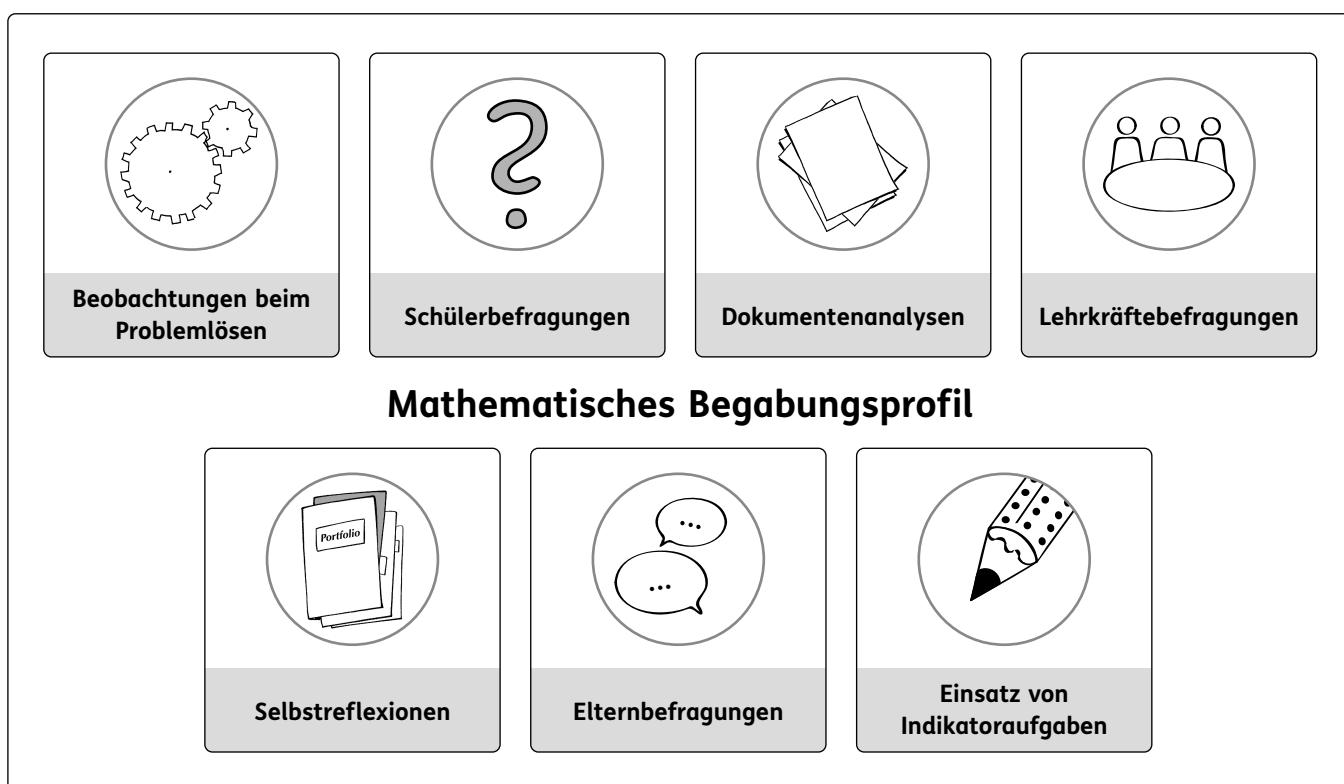 Beobachtungen beim
Problemlösen
Schülerbefragungen
Dokumentenanalysen
Lehrkräftebefragungen
Mathematisches Begabungsprofil
Portfolio
...
...
Selbstreflexionen
Elternbefragungen
Einsatz von
Indikatoraufgaben